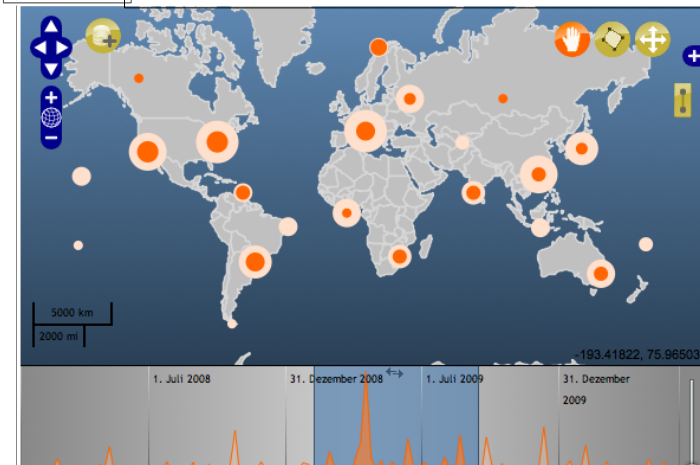 5000 km
2000 mi
-193.41822, 75.96503
1. Juli 2008
31. Dezember 2008
1. Juli 2009
31. Dezember
2009